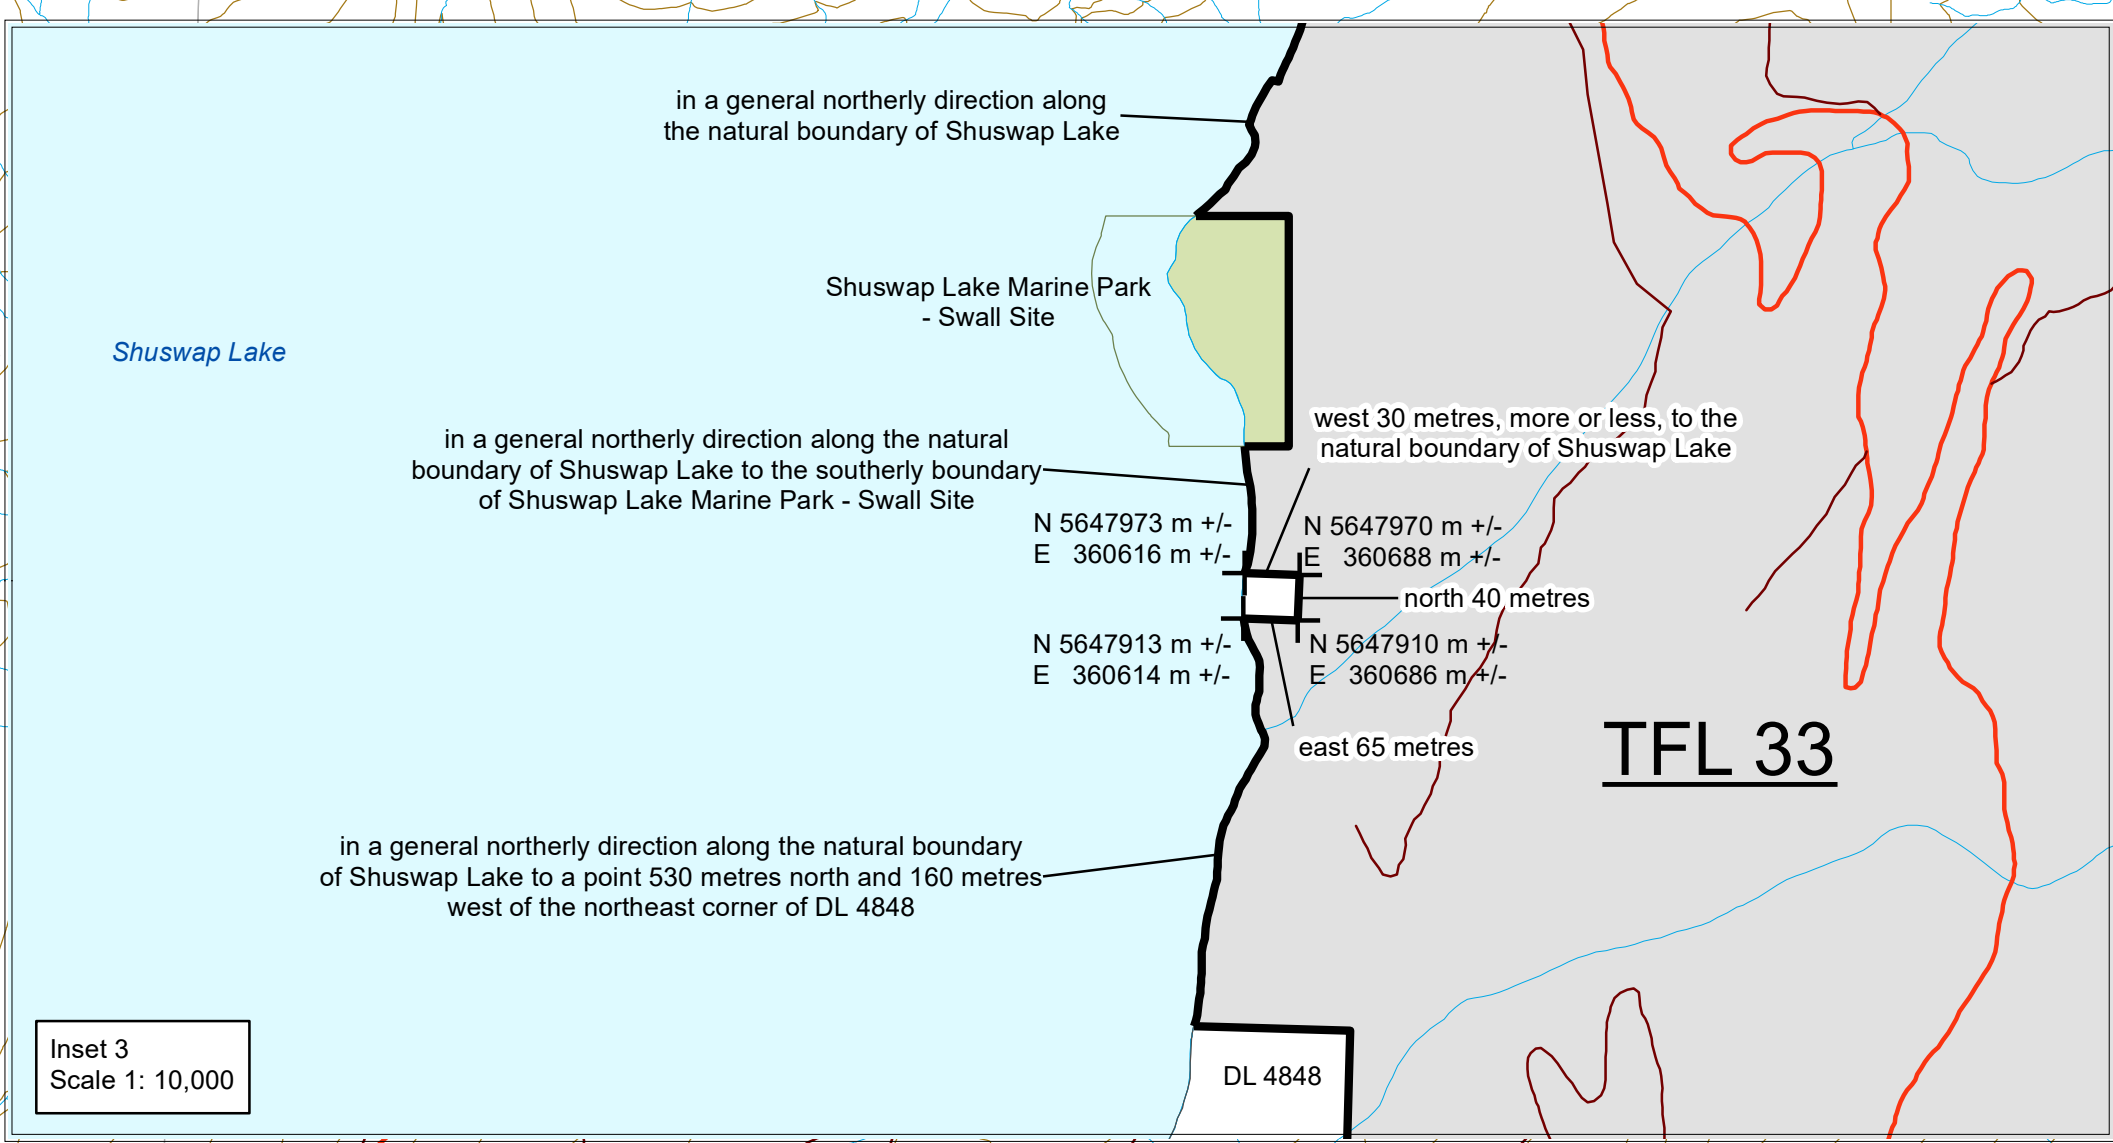 in a general northerly direction along
the natural boundary of Shuswap Lake
Shuswap Lake Marine Park
- Swall Site
Shuswap Lake
west 30 metres, more or less, to the
natural boundary of Shuswap Lake
in a general northerly direction along the natural
boundary of Shuswap Lake to the southerly boundary
of Shuswap Lake Marine Park - Swall Site
N 5647973 m +/-
E 360616 m +/-
N 5647970 m +/-
E 360688 m +/-
north 40 metres
N 5647913 m +/-
E 360614 m +/-
N 5647910 m +/-
E 360686 m +/-
east 65 metres
TFL 33
in a general northerly direction along the natural boundary
of Shuswap Lake to a point 530 metres north and 160 metres
west of the northeast corner of DL 4848
Inset 3
Scale 1: 10,000
DL 4848